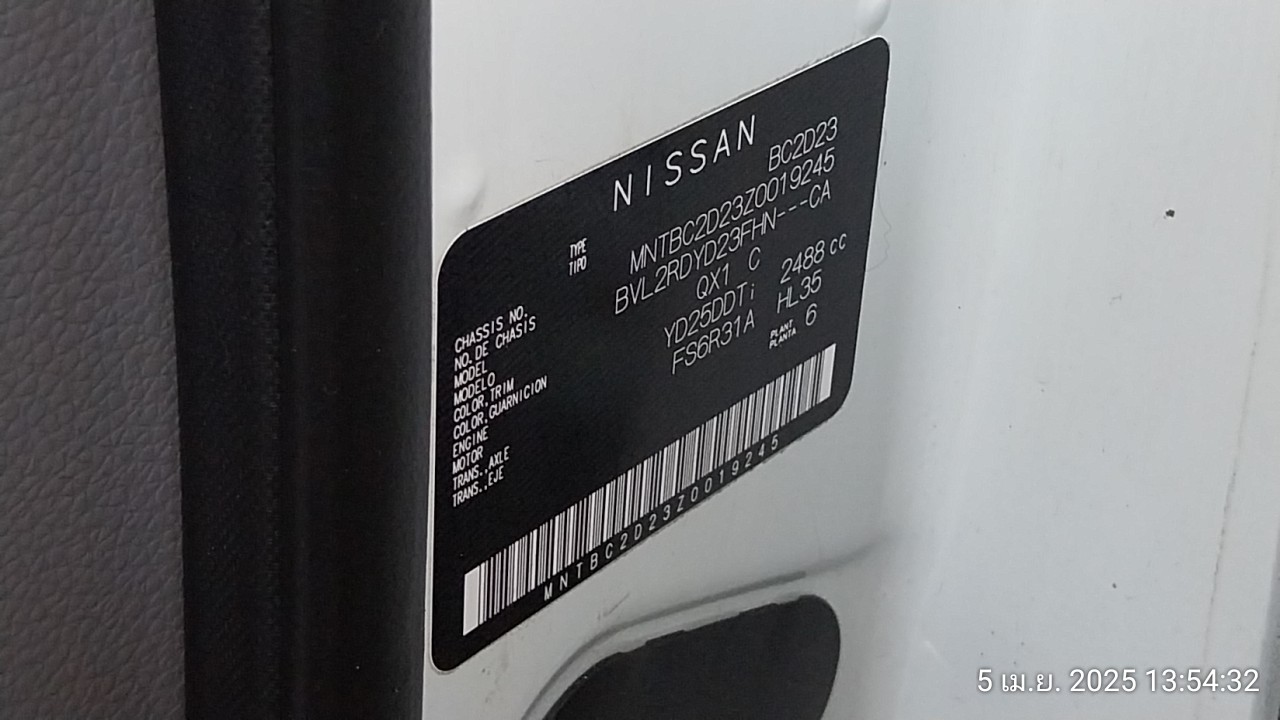 NISSAN
TYPE
TIPO
BC2D23
CHASSIS NO.
NO. DE CHASIS
MNTBC2D23Z0019245
MODEL
MODELO
BVL2RDYD23FHN---CA
COLOR,TRIM
COLOR,GUARNICION
QX1 C
ENGINE
MOTOR
YD25DDTi 2488 cc
TRANS.,AXLE
TRANS.,EJE
FS6R31A HL35
PLANT
PLANTA
6
MNTBC2D23Z0019245
5 เม.ย. 2025 13:54:32